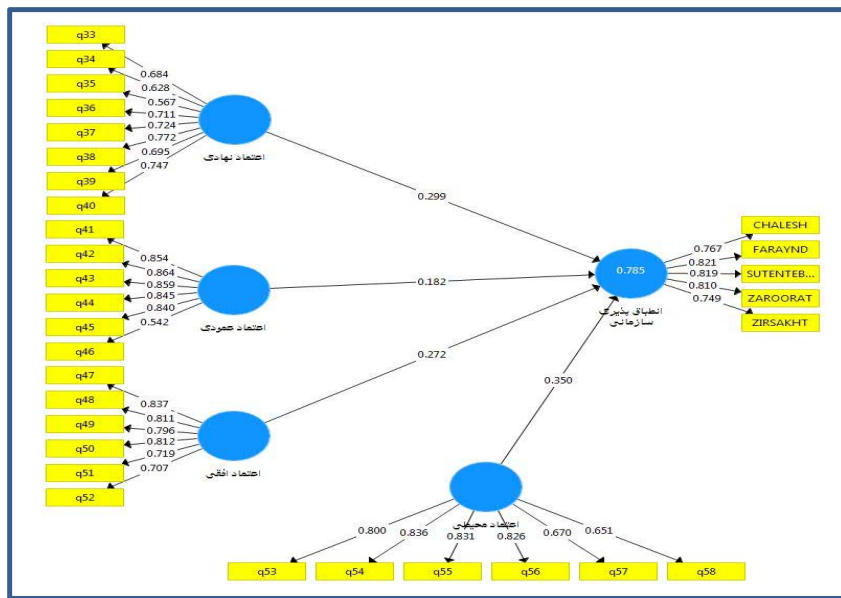 q33
q34
q35
q36
q37
q38
q39
q40
0.684
0.628
0.567
0.711
0.724
0.772
0.695
0.747
اعتماد نهادی
0.299
q41
q42
q43
q44
q45
q46
0.854
0.864
0.859
0.845
0.840
0.542
اعتماد عمودی
0.182
q47
q48
q49
q50
q51
q52
0.837
0.811
0.796
0.812
0.719
0.707
اعتماد افقی
0.272
0.785
انطباق پذیری
سازمانی
0.767
0.821
0.819
0.810
0.749
CHALESH
FARAYND
SUTENTEB...
ZAROORAT
ZIRSAKHT
0.350
اعتماد محیطی
0.800
0.836
0.831
0.826
0.670
0.651
q53
q54
q55
q56
q57
q58